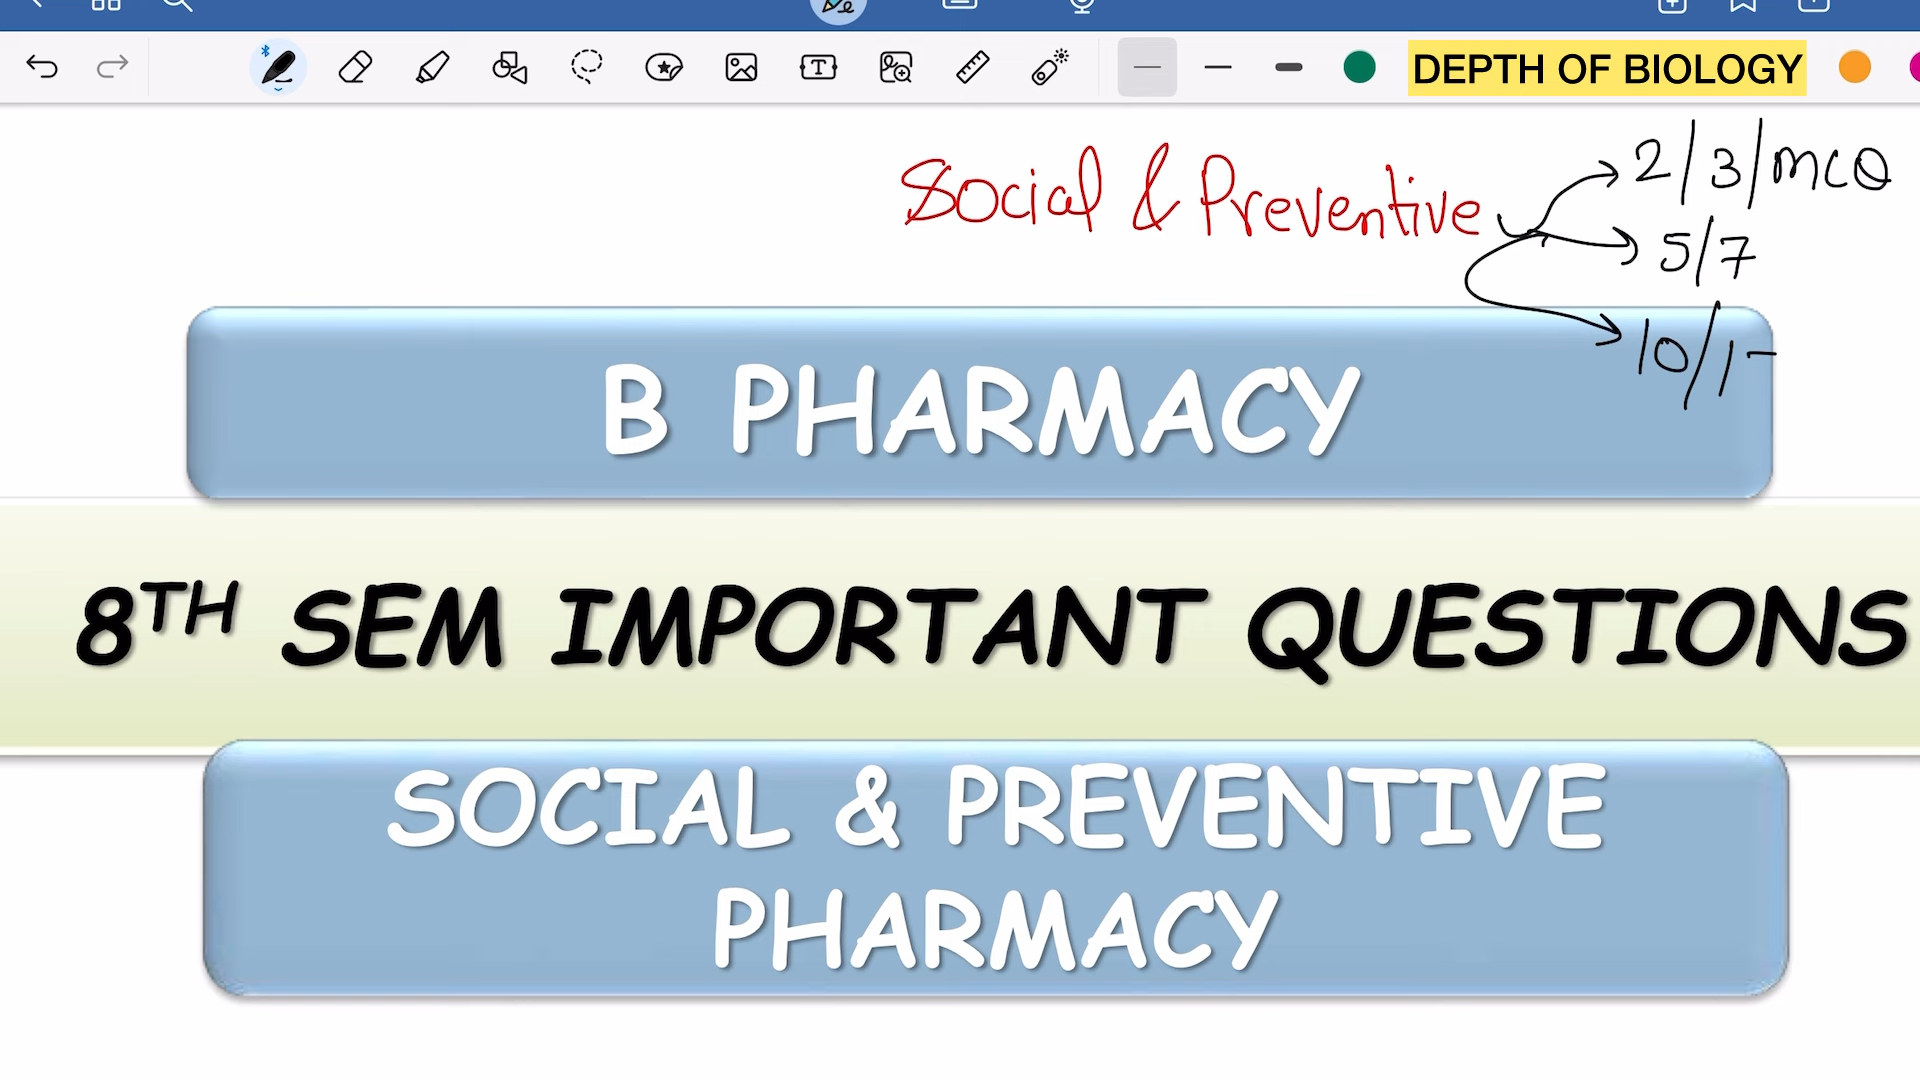 DEPTH OF BIOLOGY
Social & Preventive
2/3/MCQ
5/7
10/1
B PHARMACY
8TH SEM IMPORTANT QUESTIONS
SOCIAL & PREVENTIVE
PHARMACY